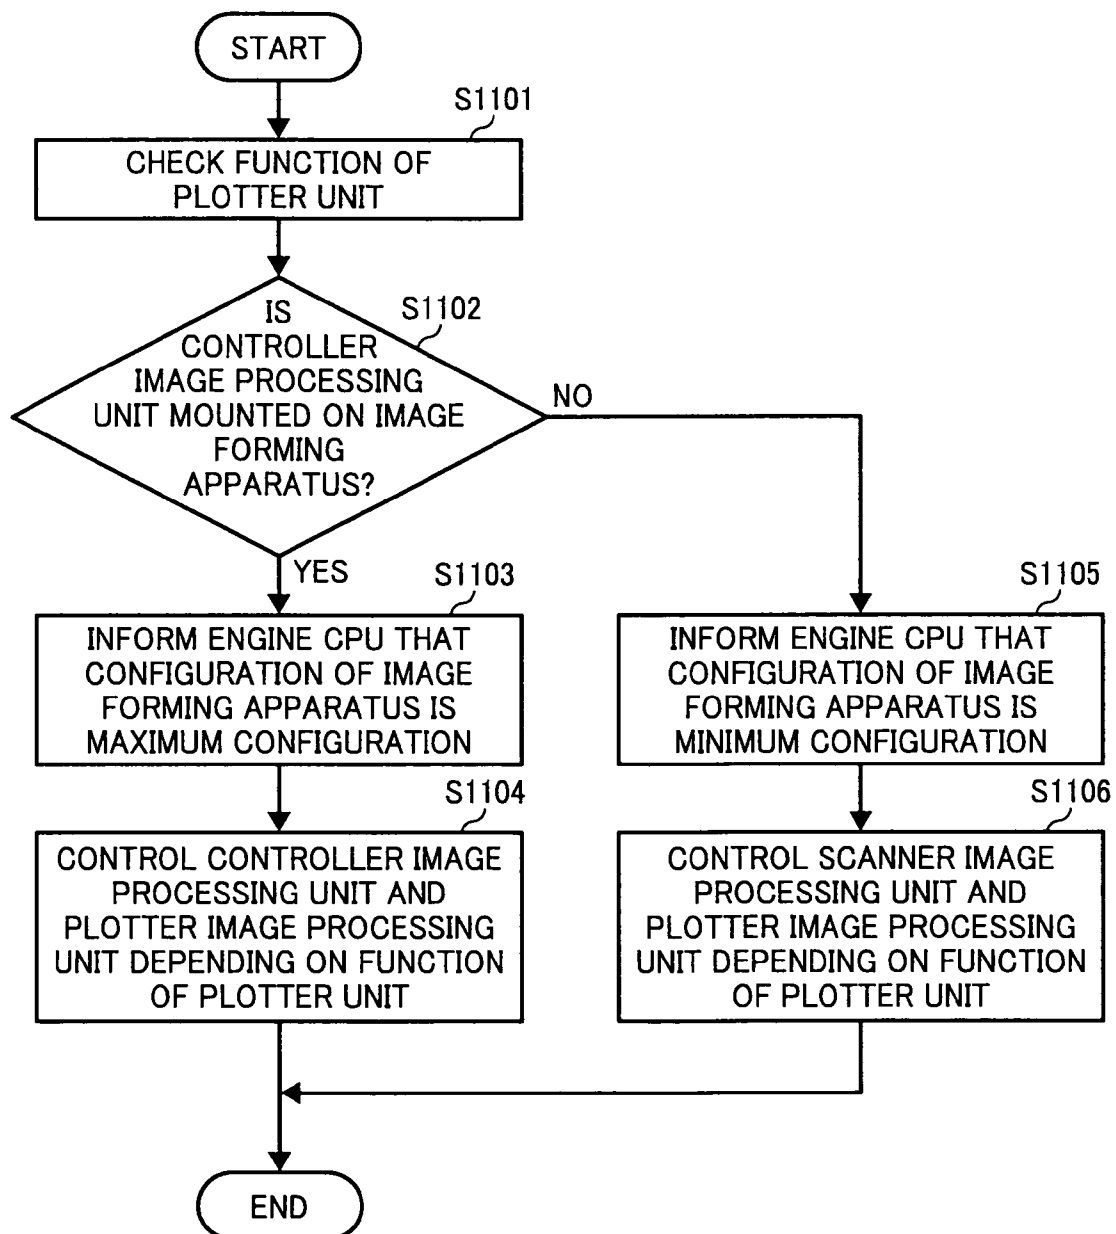 START
S1101
CHECK FUNCTION OF
PLOTTER UNIT
S1102
IS
CONTROLLER
IMAGE PROCESSING
UNIT MOUNTED ON IMAGE
FORMING
APPARATUS?
NO
YES
S1103
INFORM ENGINE CPU THAT
CONFIGURATION OF IMAGE
FORMING APPARATUS IS
MAXIMUM CONFIGURATION
S1105
INFORM ENGINE CPU THAT
CONFIGURATION OF IMAGE
FORMING APPARATUS IS
MINIMUM CONFIGURATION
S1104
CONTROL CONTROLLER IMAGE
PROCESSING UNIT AND
PLOTTER IMAGE PROCESSING
UNIT DEPENDING ON FUNCTION
OF PLOTTER UNIT
S1106
CONTROL SCANNER IMAGE
PROCESSING UNIT AND
PLOTTER IMAGE PROCESSING
UNIT DEPENDING ON FUNCTION
OF PLOTTER UNIT
END